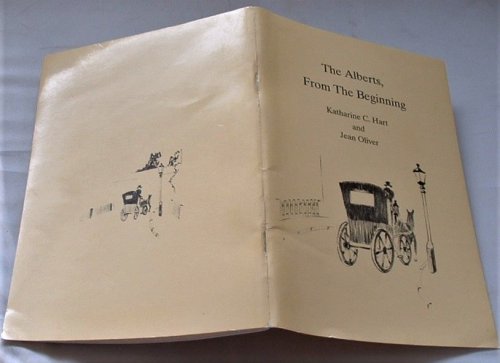 The Alberts,
From The Beginning
Katharine C. Hart
and
Jean Oliver